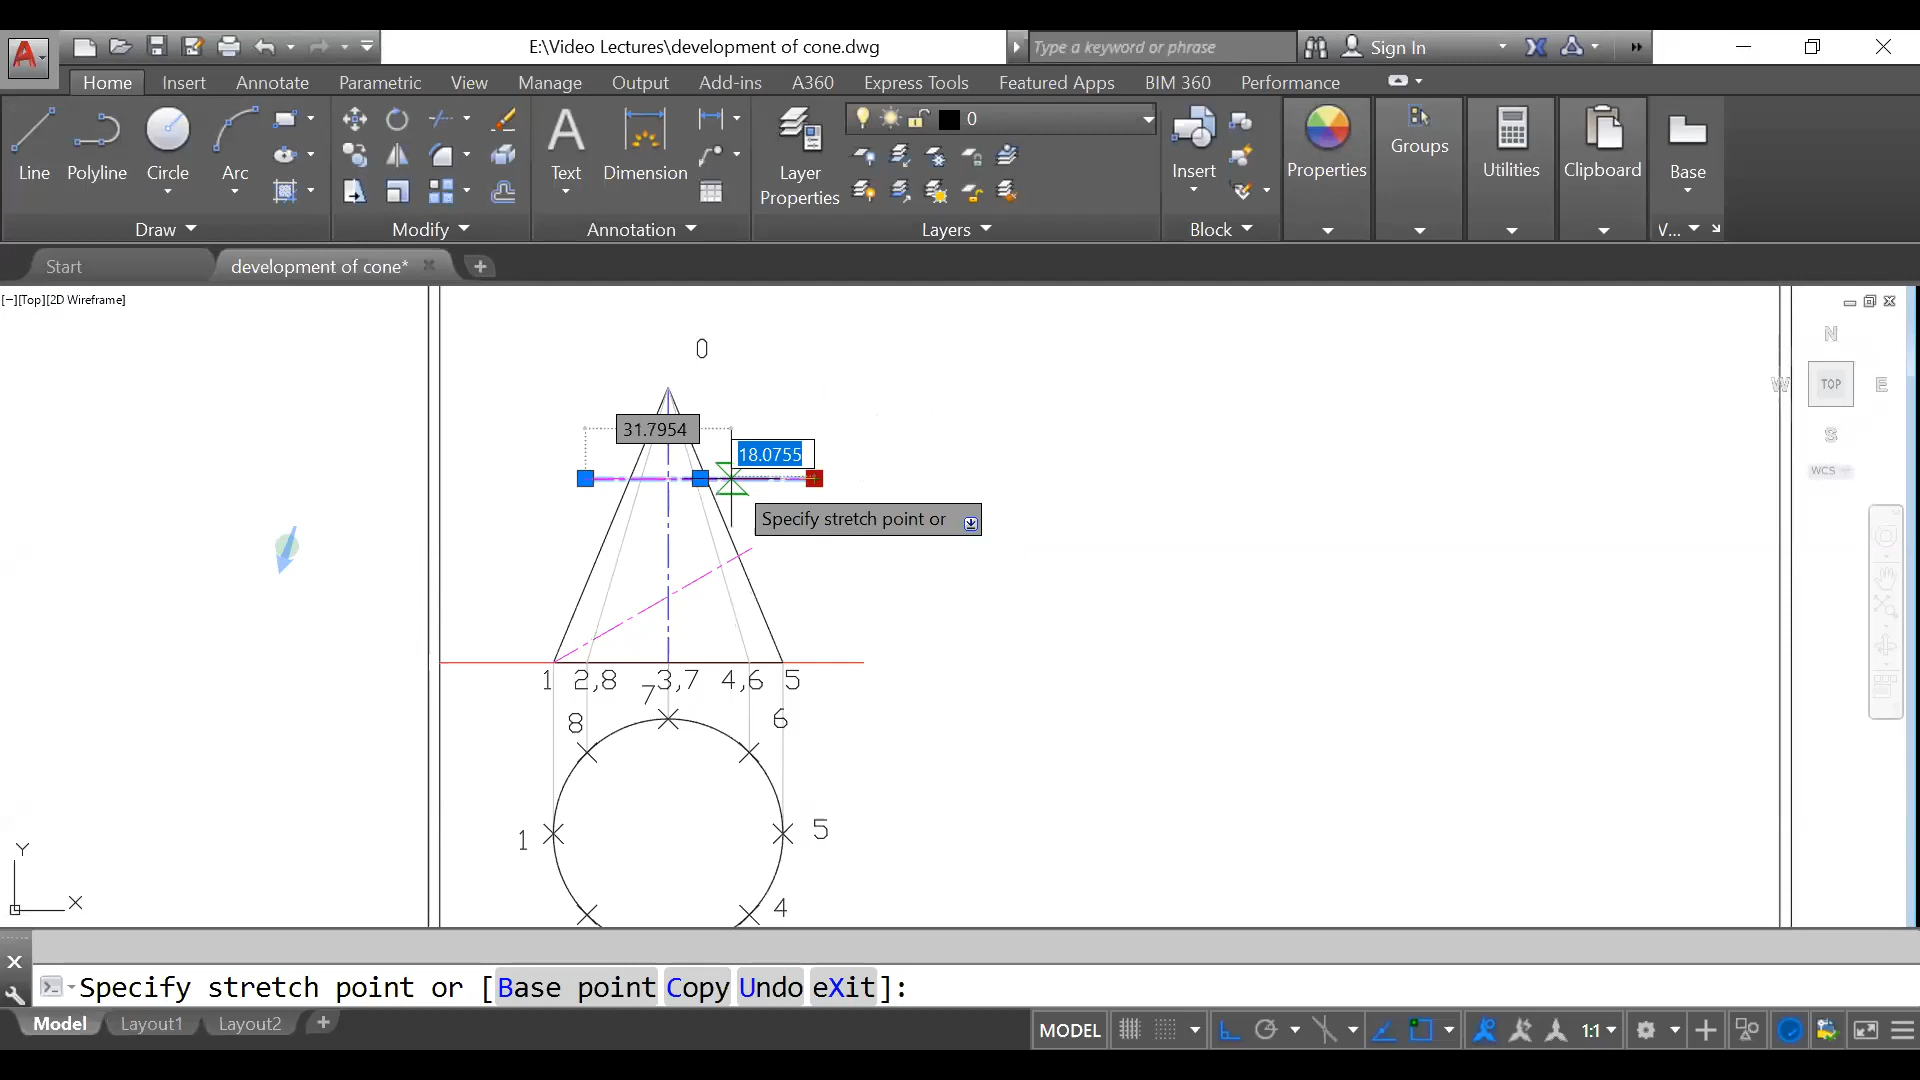 A
E:\Video Lectures\development of cone.dwg
Type a keyword or phrase
Sign In
Home Insert Annotate Parametric View Manage Output Add-ins A360 Express Tools Featured Apps BIM 360 Performance
0
Line Polyline Circle Arc
A
Text Dimension
Layer
Properties
Insert
Properties
Groups
Utilities
Clipboard
Base
Draw Modify Annotation Layers Block V...
Start development of cone*
[−][Top][2D Wireframe]
N
W TOP E
S
WCS
0
31.7954
18.0755
Specify stretch point or
1 2,8 3,7 4,6 5
7
8 6
1 5
4
Y
X
Specify stretch point or [Base point Copy Undo eXit]:
Model Layout1 Layout2
MODEL 1:1